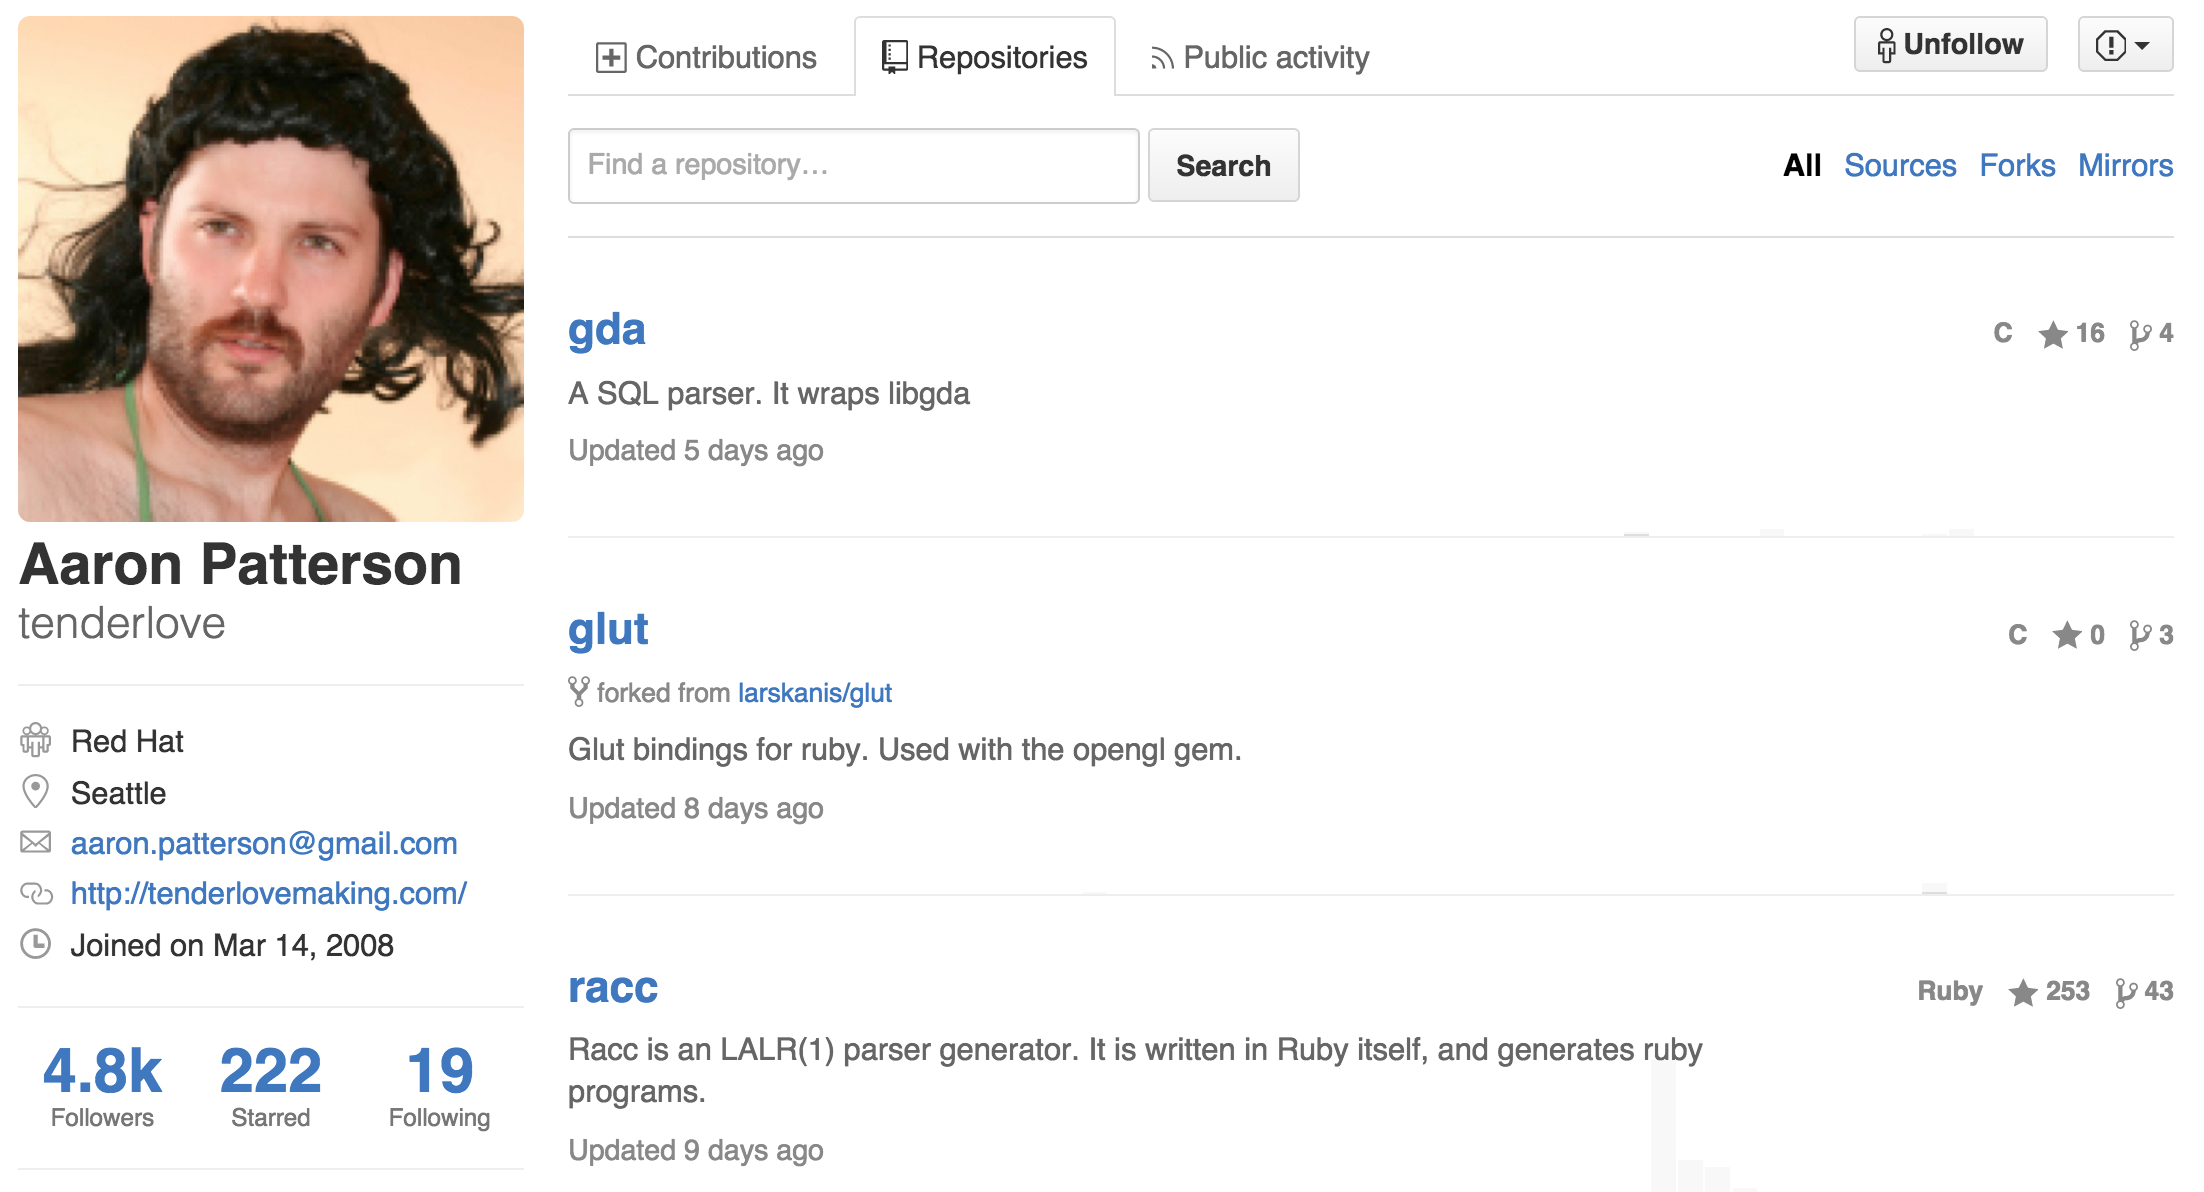 Contributions
Repositories
Public activity
Unfollow
Find a repository…
Search
All Sources Forks Mirrors
Aaron Patterson
tenderlove
Red Hat
Seattle
aaron.patterson@gmail.com
http://tenderlovemaking.com/
Joined on Mar 14, 2008
4.8k
Followers
222
Starred
19
Following
gda
C 16 4
A SQL parser. It wraps libgda
Updated 5 days ago
glut
C 0 3
forked from larskanis/glut
Glut bindings for ruby. Used with the opengl gem.
Updated 8 days ago
racc
Ruby 253 43
Racc is an LALR(1) parser generator. It is written in Ruby itself, and generates ruby
programs.
Updated 9 days ago